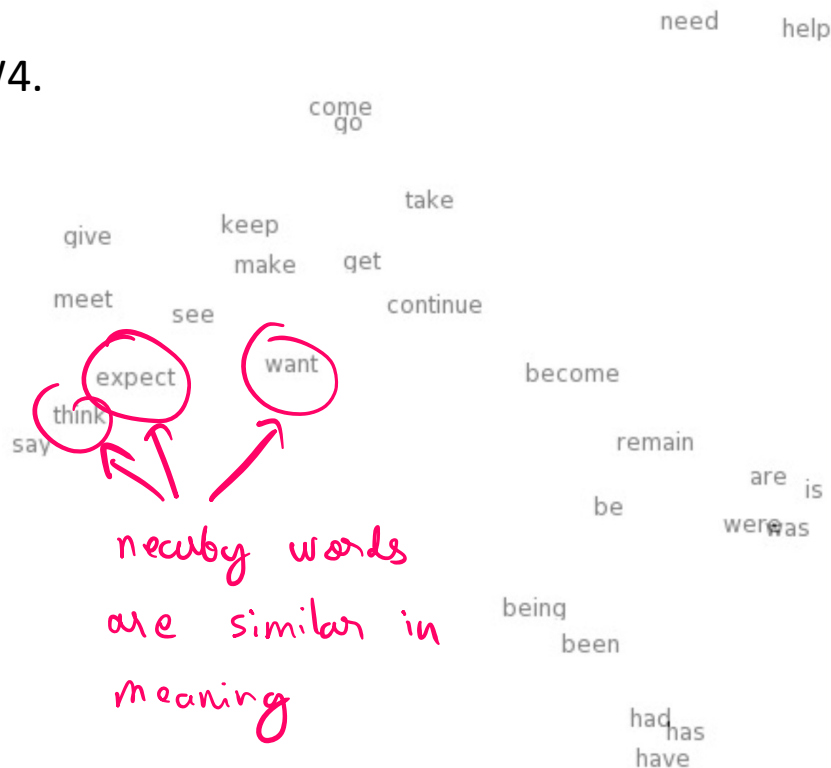 need help
/4.
come
go
take
keep
give
make get
meet
see
continue
want
expect
become
think
say
remain
are is
be
were was
nearby words
are similar in
meaning
being
been
had
has
have